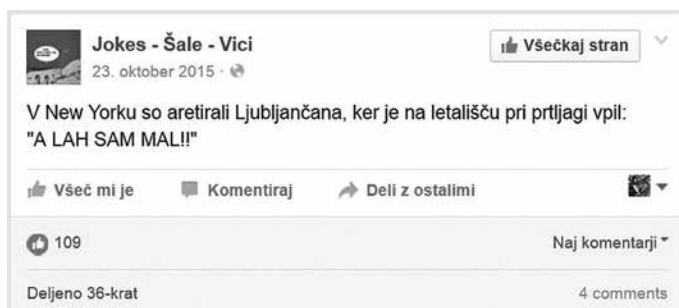 Jokes - Šale - Vici
Všečkaj stran
23. oktober 2015
V New Yorku so aretirali Ljubljančana, ker je na letališču pri prtljagi vpil:
"A LAH SAM MAL!!"
Všeč mi je Komentiraj Deli z ostalimi
109 Naj komentarji
Deljeno 36-krat 4 comments